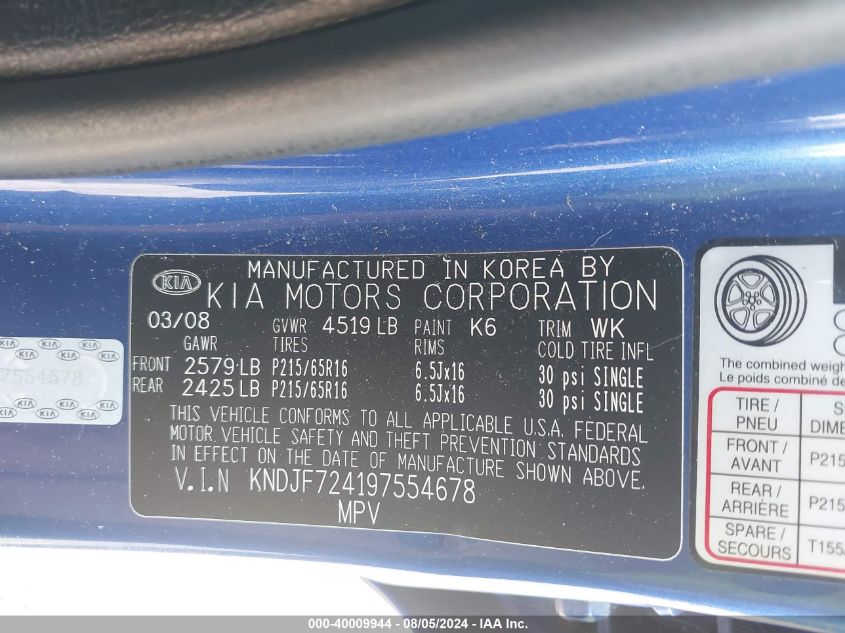 MANUFACTURED IN KOREA BY
KIA KIA MOTORS CORPORATION
03/08 GVWR 4519 LB PAINT K6 TRIM WK
GAWR TIRES RIMS COLD TIRE INFL
FRONT 2579 LB P215/65R16 6.5Jx16 30 psi SINGLE
REAR 2425 LB P215/65R16 6.5Jx16 30 psi SINGLE
THIS VEHICLE CONFORMS TO ALL APPLICABLE U.S.A. FEDERAL
MOTOR VEHICLE SAFETY AND THEFT PREVENTION STANDARDS
IN EFFECT ON THE DATE OF MANUFACTURE SHOWN ABOVE.
V.I.N KNDJF724197554678
MPV
7554678
The combined weigh
Le poids combiné de
TIRE /
PNEU
DIME
FRONT /
AVANT
P215
REAR /
ARRIÈRE
P215
SPARE /
SECOURS
T155
000-40009944 - 08/05/2024 - IAA Inc.